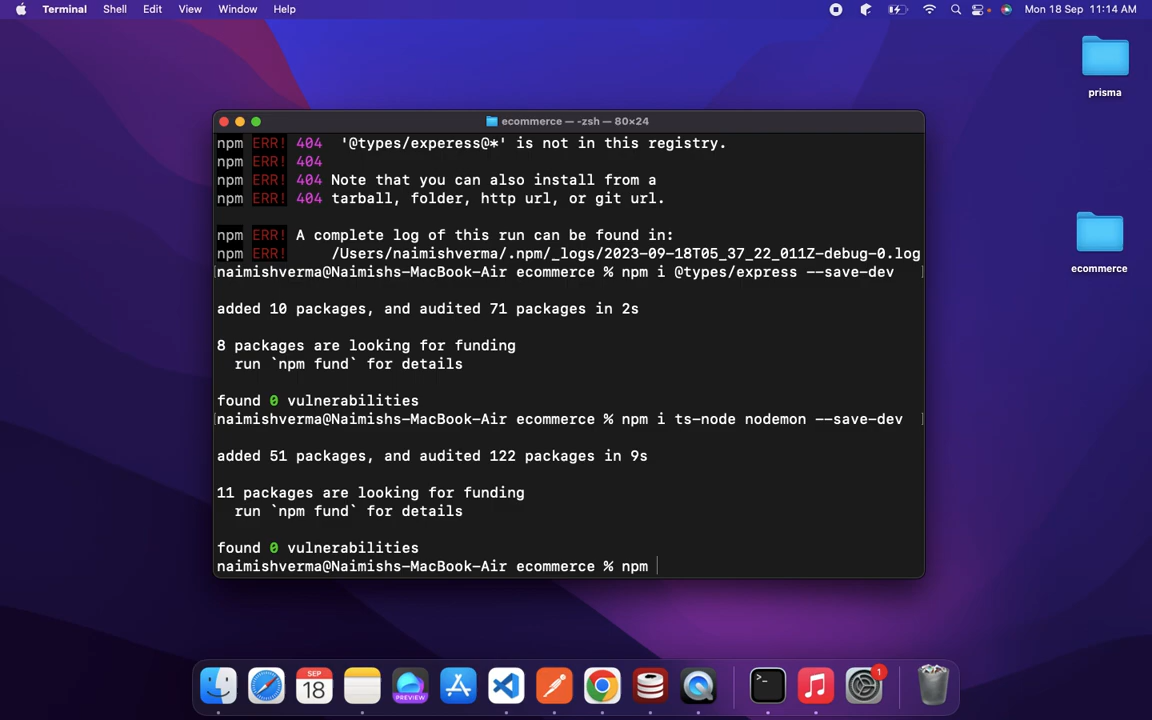 Terminal Shell Edit View Window Help Mon 18 Sep 11:14 AM
prisma
ecommerce
ecommerce — -zsh — 80×24
npm ERR! 404  '@types/experess@*' is not in this registry.
npm ERR! 404
npm ERR! 404 Note that you can also install from a
npm ERR! 404 tarball, folder, http url, or git url.
npm ERR! A complete log of this run can be found in:
npm ERR!     /Users/naimishverma/.npm/_logs/2023-09-18T05_37_22_011Z-debug-0.log
[naimishverma@Naimishs-MacBook-Air ecommerce % npm i @types/express --save-dev ]
added 10 packages, and audited 71 packages in 2s
8 packages are looking for funding
run `npm fund` for details
found 0 vulnerabilities
[naimishverma@Naimishs-MacBook-Air ecommerce % npm i ts-node nodemon --save-dev ]
added 51 packages, and audited 122 packages in 9s
11 packages are looking for funding
run `npm fund` for details
found 0 vulnerabilities
naimishverma@Naimishs-MacBook-Air ecommerce % npm
SEP
18
PREVIEW
>_
1